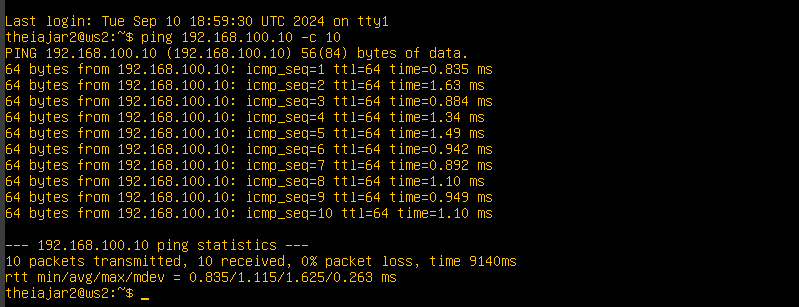 Last login: Tue Sep 10 18:59:30 UTC 2024 on tty1
theiajar2@ws2:~$ ping 192.168.100.10 -c 10
PING 192.168.100.10 (192.168.100.10) 56(84) bytes of data.
64 bytes from 192.168.100.10: icmp_seq=1 ttl=64 time=0.835 ms
64 bytes from 192.168.100.10: icmp_seq=2 ttl=64 time=1.63 ms
64 bytes from 192.168.100.10: icmp_seq=3 ttl=64 time=0.884 ms
64 bytes from 192.168.100.10: icmp_seq=4 ttl=64 time=1.34 ms
64 bytes from 192.168.100.10: icmp_seq=5 ttl=64 time=1.49 ms
64 bytes from 192.168.100.10: icmp_seq=6 ttl=64 time=0.942 ms
64 bytes from 192.168.100.10: icmp_seq=7 ttl=64 time=0.892 ms
64 bytes from 192.168.100.10: icmp_seq=8 ttl=64 time=1.10 ms
64 bytes from 192.168.100.10: icmp_seq=9 ttl=64 time=0.949 ms
64 bytes from 192.168.100.10: icmp_seq=10 ttl=64 time=1.10 ms
--- 192.168.100.10 ping statistics ---
10 packets transmitted, 10 received, 0% packet loss, time 9140ms
rtt min/avg/max/mdev = 0.835/1.115/1.625/0.263 ms
theiajar2@ws2:~$ _